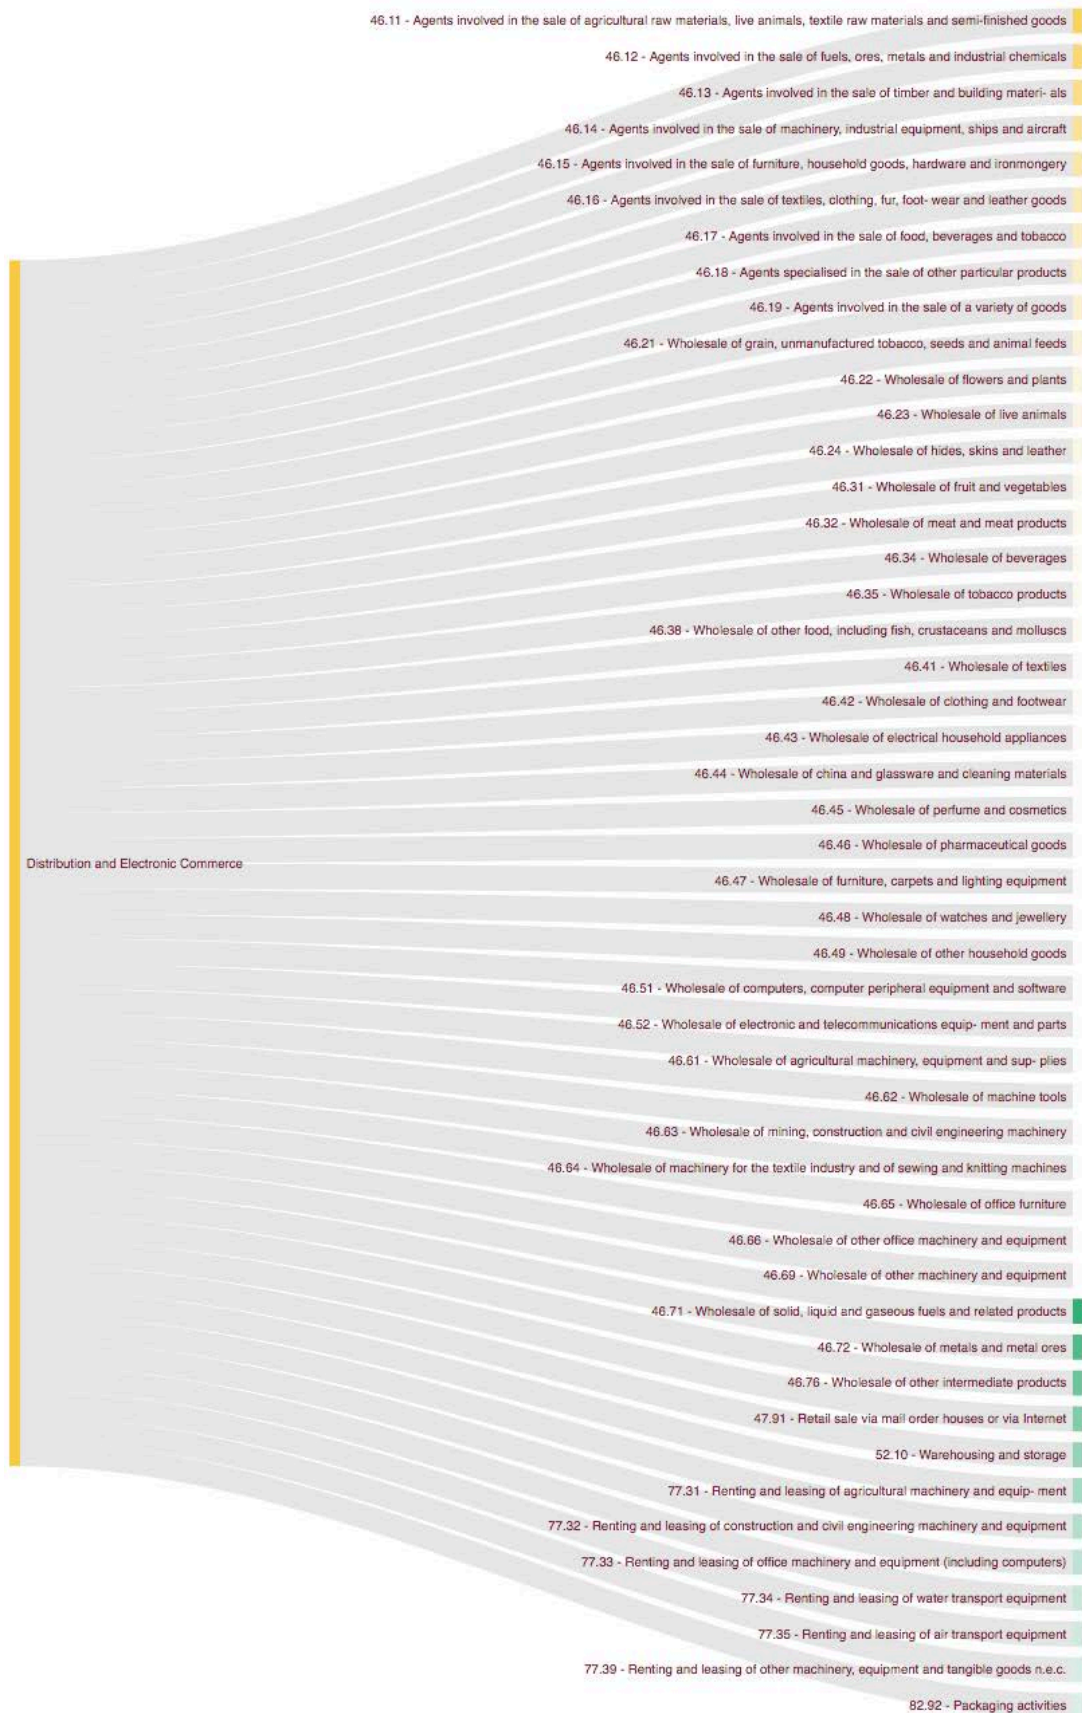 46.11 - Agents involved in the sale of agricultural raw materials, live animals, textile raw materials and semi-finished goods
46.12 - Agents involved in the sale of fuels, ores, metals and industrial chemicals
46.13 - Agents involved in the sale of timber and building materi- als
46.14 - Agents involved in the sale of machinery, industrial equipment, ships and aircraft
46.15 - Agents involved in the sale of furniture, household goods, hardware and ironmongery
46.16 - Agents involved in the sale of textiles, clothing, fur, foot- wear and leather goods
46.17 - Agents involved in the sale of food, beverages and tobacco
46.18 - Agents specialised in the sale of other particular products
46.19 - Agents involved in the sale of a variety of goods
46.21 - Wholesale of grain, unmanufactured tobacco, seeds and animal feeds
46.22 - Wholesale of flowers and plants
46.23 - Wholesale of live animals
46.24 - Wholesale of hides, skins and leather
46.31 - Wholesale of fruit and vegetables
46.32 - Wholesale of meat and meat products
46.34 - Wholesale of beverages
46.35 - Wholesale of tobacco products
46.38 - Wholesale of other food, including fish, crustaceans and molluscs
46.41 - Wholesale of textiles
46.42 - Wholesale of clothing and footwear
46.43 - Wholesale of electrical household appliances
46.44 - Wholesale of china and glassware and cleaning materials
46.45 - Wholesale of perfume and cosmetics
46.46 - Wholesale of pharmaceutical goods
Distribution and Electronic Commerce
46.47 - Wholesale of furniture, carpets and lighting equipment
46.48 - Wholesale of watches and jewellery
46.49 - Wholesale of other household goods
46.51 - Wholesale of computers, computer peripheral equipment and software
46.52 - Wholesale of electronic and telecommunications equip- ment and parts
46.61 - Wholesale of agricultural machinery, equipment and sup- plies
46.62 - Wholesale of machine tools
46.63 - Wholesale of mining, construction and civil engineering machinery
46.64 - Wholesale of machinery for the textile industry and of sewing and knitting machines
46.65 - Wholesale of office furniture
46.66 - Wholesale of other office machinery and equipment
46.69 - Wholesale of other machinery and equipment
46.71 - Wholesale of solid, liquid and gaseous fuels and related products
46.72 - Wholesale of metals and metal ores
46.76 - Wholesale of other intermediate products
47.91 - Retail sale via mail order houses or via Internet
52.10 - Warehousing and storage
77.31 - Renting and leasing of agricultural machinery and equip- ment
77.32 - Renting and leasing of construction and civil engineering machinery and equipment
77.33 - Renting and leasing of office machinery and equipment (including computers)
77.34 - Renting and leasing of water transport equipment
77.35 - Renting and leasing of air transport equipment
77.39 - Renting and leasing of other machinery, equipment and tangible goods n.e.c.
82.92 - Packaging activities